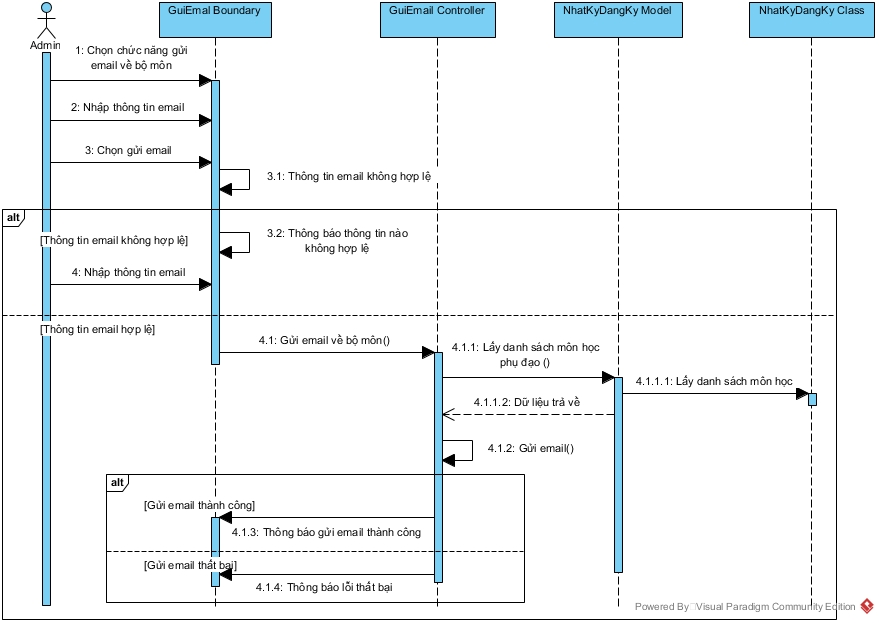 GuiEmal Boundary
GuiEmail Controller
NhatKyDangKy Model
NhatKyDangKy Class
Admin
1: Chọn chức năng gửi
email về bộ môn
2: Nhập thông tin email
3: Chọn gửi email
3.1: Thông tin email không hợp lệ
alt
[Thông tin email không hợp lệ]
3.2: Thông báo thông tin nào
không hợp lệ
4: Nhập thông tin email
[Thông tin email hợp lệ]
4.1: Gửi email về bộ môn()
4.1.1: Lấy danh sách môn học
phụ đạo ()
4.1.1.1: Lấy danh sách môn học
4.1.1.2: Dữ liệu trả về
4.1.2: Gửi email()
alt
[Gửi email thành công]
4.1.3: Thông báo gửi email thành công
[Gửi email thất bại]
4.1.4: Thông báo lỗi thất bại
Powered By Visual Paradigm Community Edition